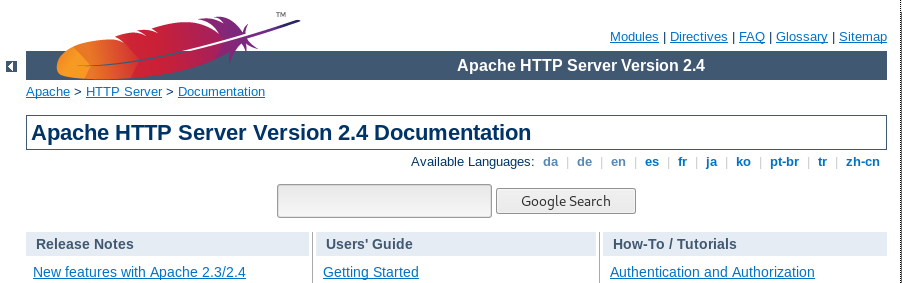 TM
Modules | Directives | FAQ | Glossary | Sitemap
Apache HTTP Server Version 2.4
Apache > HTTP Server > Documentation
Apache HTTP Server Version 2.4 Documentation
Available Languages: da | de | en | es | fr | ja | ko | pt-br | tr | zh-cn
Google Search
Release Notes
New features with Apache 2.3/2.4
Users' Guide
Getting Started
How-To / Tutorials
Authentication and Authorization